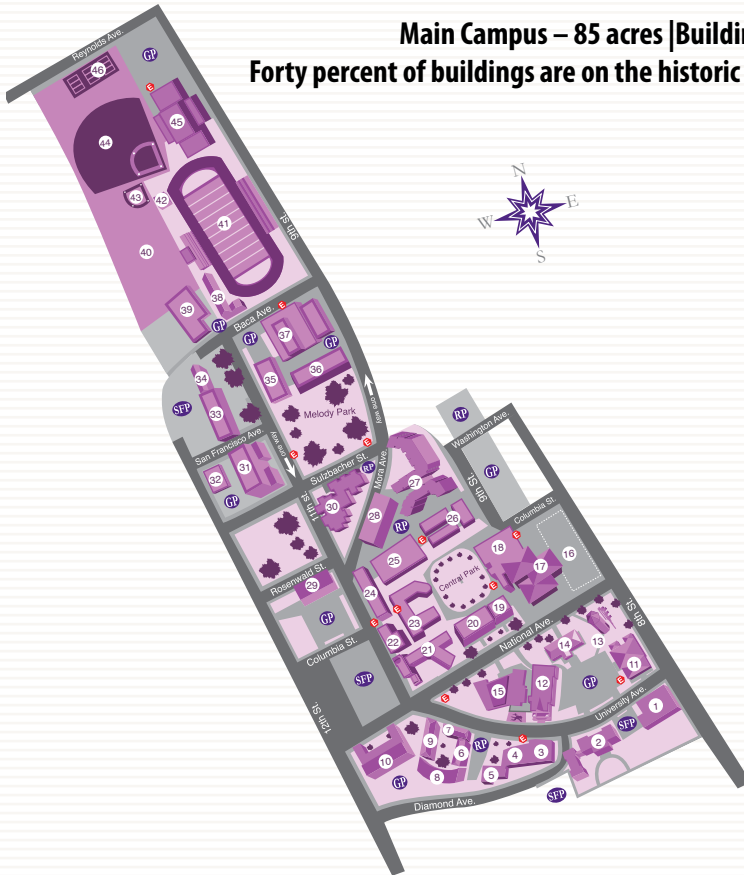 Main Campus – 85 acres |Buildin
Forty percent of buildings are on the historic
Reynolds Ave.
GP
46
E
45
44
N
W
E
S
43
42
41
9th st.
40
38
39
GP
Baca Ave.
E
GP
37
GP
34
35
36
SFP
33
Melody Park
one way
San Francisco Ave.
one way
E
E
31
32
GP
Sulzbacher St.
RP
Mora Ave.
RP
Washington Ave.
11th St.
30
27
9th St.
GP
28
RP
26
Columbia St.
E
E
18
16
25
17
Rosenwald St.
29
Central Park
24
E
E
GP
23
19
20
E
22
21
National Ave.
8th St.
Columbia St.
14
13
11
SFP
E
15
12
GP
E
University Ave.
1
12th St.
SFP
2
9
7
6
RP
E
4
3
10
8
5
GP
SFP
Diamond Ave.